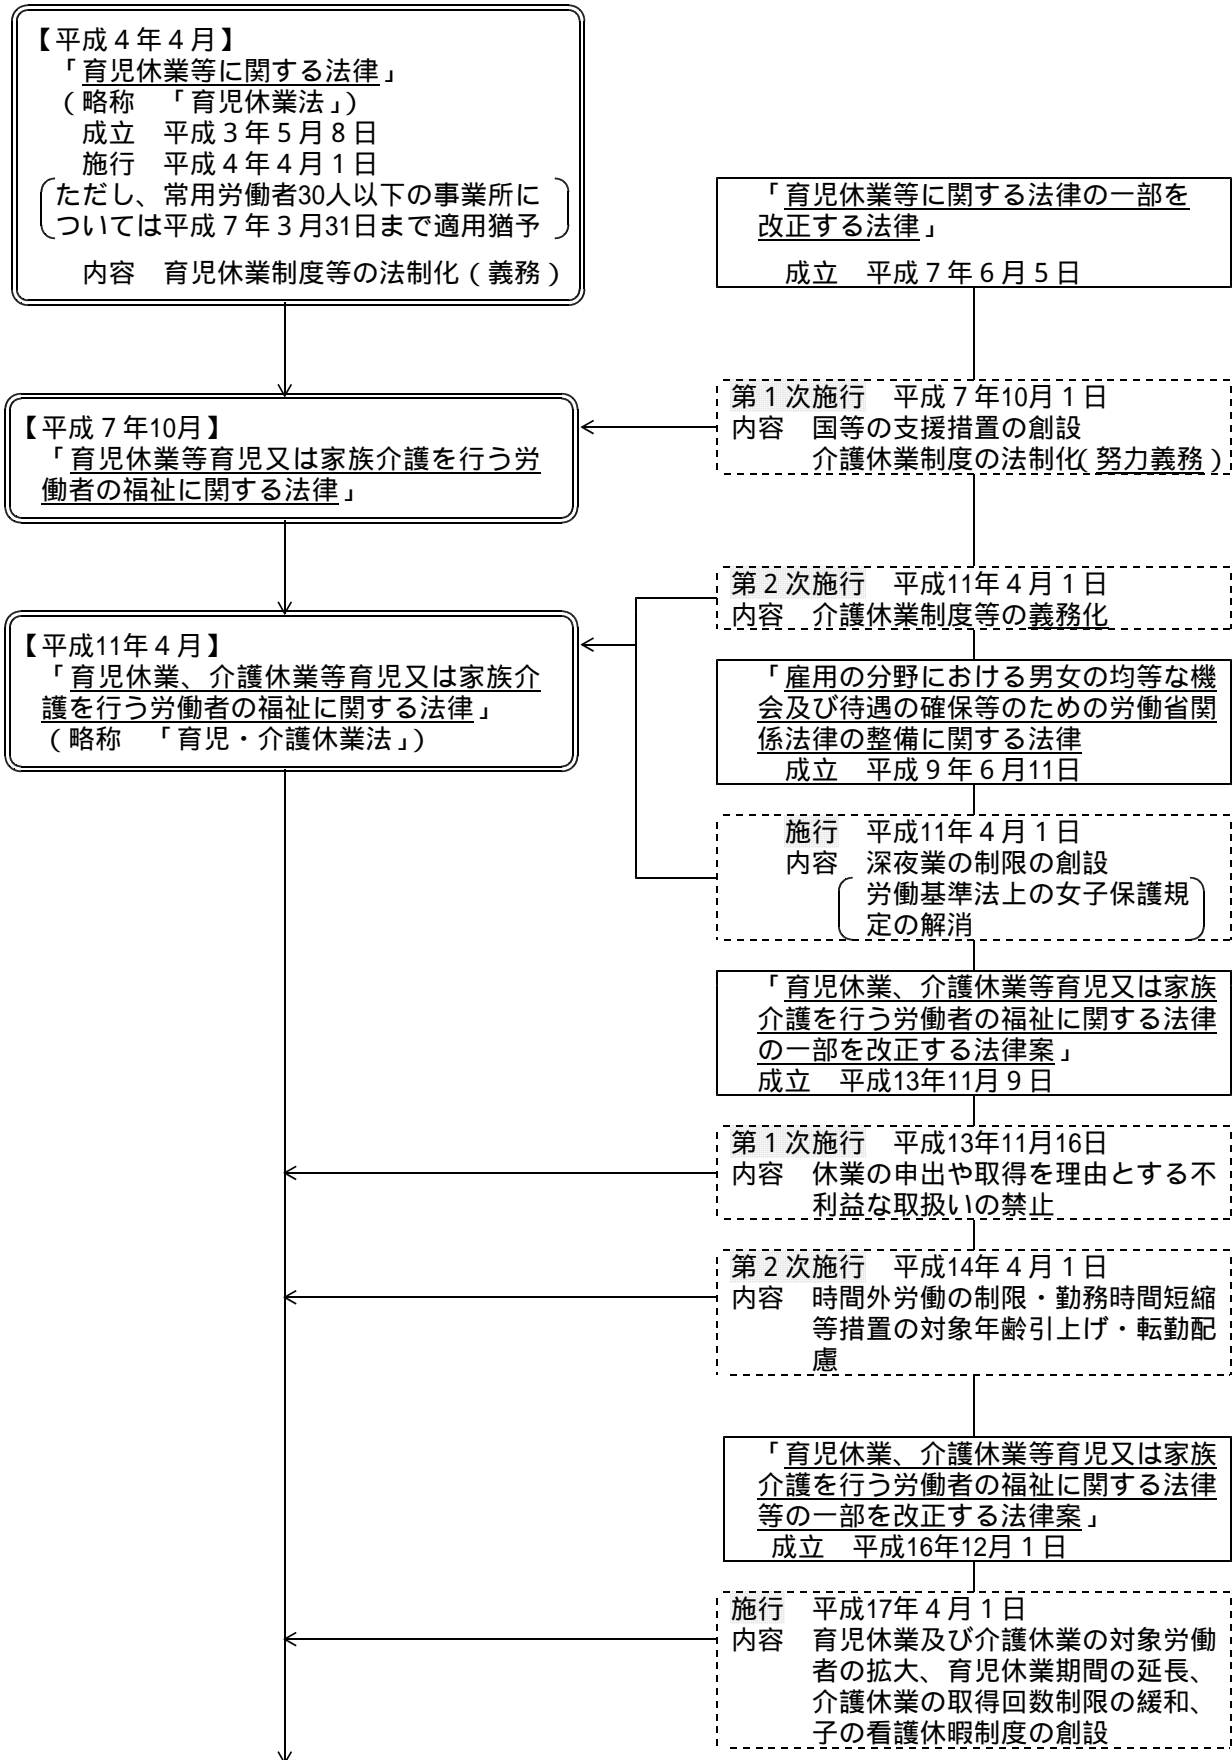 【平成４年４月】
「育児休業等に関する法律」
（略称　「育児休業法」）
成立　平成３年５月８日
施行　平成４年４月１日
ただし、常用労働者30人以下の事業所に
ついては平成７年３月31日まで適用猶予
内容　育児休業制度等の法制化（義務）
【平成７年10月】
「育児休業等育児又は家族介護を行う労
働者の福祉に関する法律」
【平成11年４月】
「育児休業、介護休業等育児又は家族介
護を行う労働者の福祉に関する法律」
（略称　「育児・介護休業法」）
「育児休業等に関する法律の一部を
改正する法律」
成立　平成７年６月５日
第１次施行　平成７年10月１日
内容　国等の支援措置の創設
介護休業制度の法制化（努力義務）
第２次施行　平成11年４月１日
内容　介護休業制度等の義務化
「雇用の分野における男女の均等な機
会及び待遇の確保等のための労働省関
係法律の整備に関する法律
成立　平成９年６月11日
施行　平成11年４月１日
内容　深夜業の制限の創設
労働基準法上の女子保護規
定の解消
「育児休業、介護休業等育児又は家族
介護を行う労働者の福祉に関する法律
の一部を改正する法律案」
成立　平成13年11月９日
第１次施行　平成13年11月16日
内容　休業の申出や取得を理由とする不
利益な取扱いの禁止
第２次施行　平成14年４月１日
内容　時間外労働の制限・勤務時間短縮
等措置の対象年齢引上げ・転勤配
慮
「育児休業、介護休業等育児又は家族
介護を行う労働者の福祉に関する法律
等の一部を改正する法律案」
成立　平成16年12月１日
施行　平成17年４月１日
内容　育児休業及び介護休業の対象労働
者の拡大、育児休業期間の延長、
介護休業の取得回数制限の緩和、
子の看護休暇制度の創設